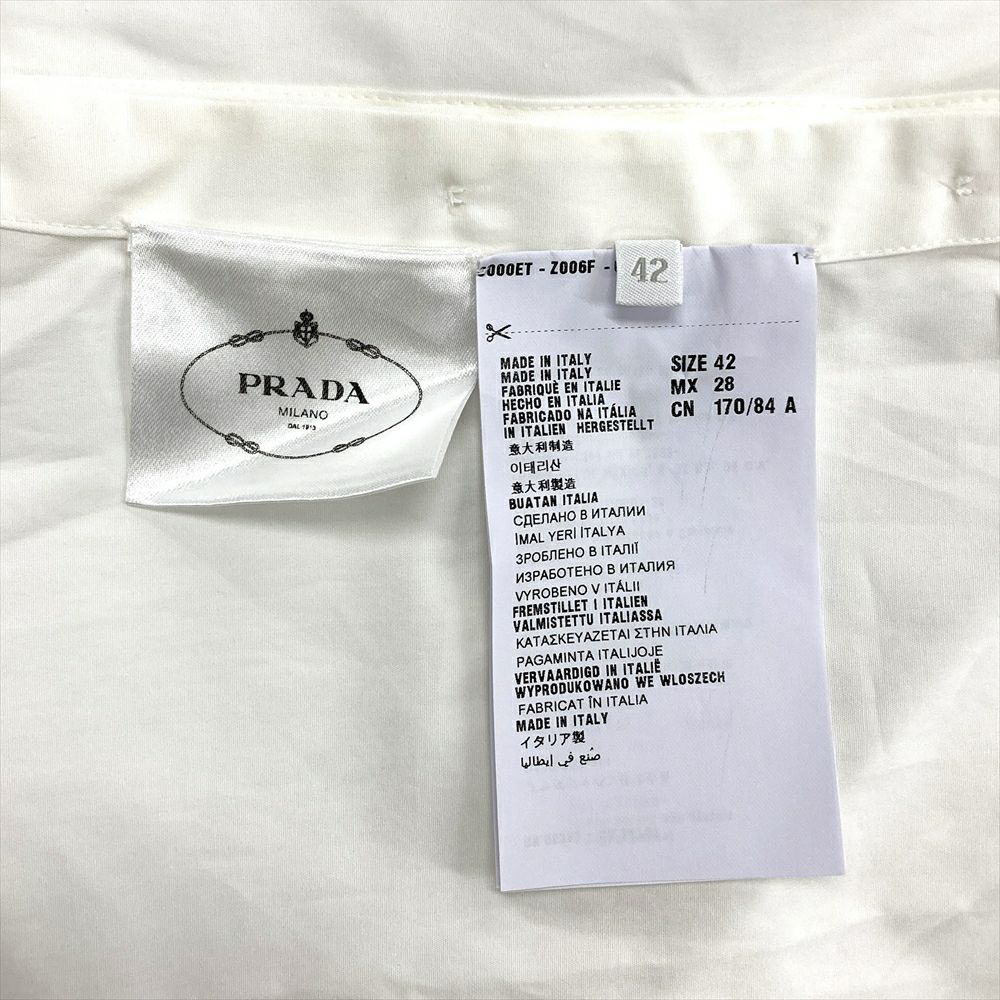 PRADA
MILANO
DAL 1913
42
Z006F
1
MADE IN ITALY
MADE IN ITALY
FABRIQUÈ EN ITALIE
HECHO EN ITALIA
FABRICADO NA ITÁLIA
IN ITALIEN HERGESTELLT
意大利制造
이태리산
意大利製造
BUATAN ITALIA
СДЕЛАНО В ИТАЛИИ
İMAL YERİ İTALYA
ЗРОБЛЕНО В ІТАЛІЇ
ИЗРАБОТЕНО В ИТАЛИЯ
VYROBENO V ITÁLII
FREMSTILLET I ITALIEN
VALMISTETTU ITALIASSA
ΚΑΤΑΣΚΕΥΑΖΕΤΑΙ ΣΤΗΝ ΙΤΑΛΙΑ
PAGAMINTA ITALIJOJE
VERVAARDIGD IN ITALIË
WYPRODUKOWANO WE WLOSZECH
FABRICAT ÎN ITALIA
MADE IN ITALY
イタリア製
صُنع في إيطاليا
SIZE 42
MX 28
CN 170/84 A